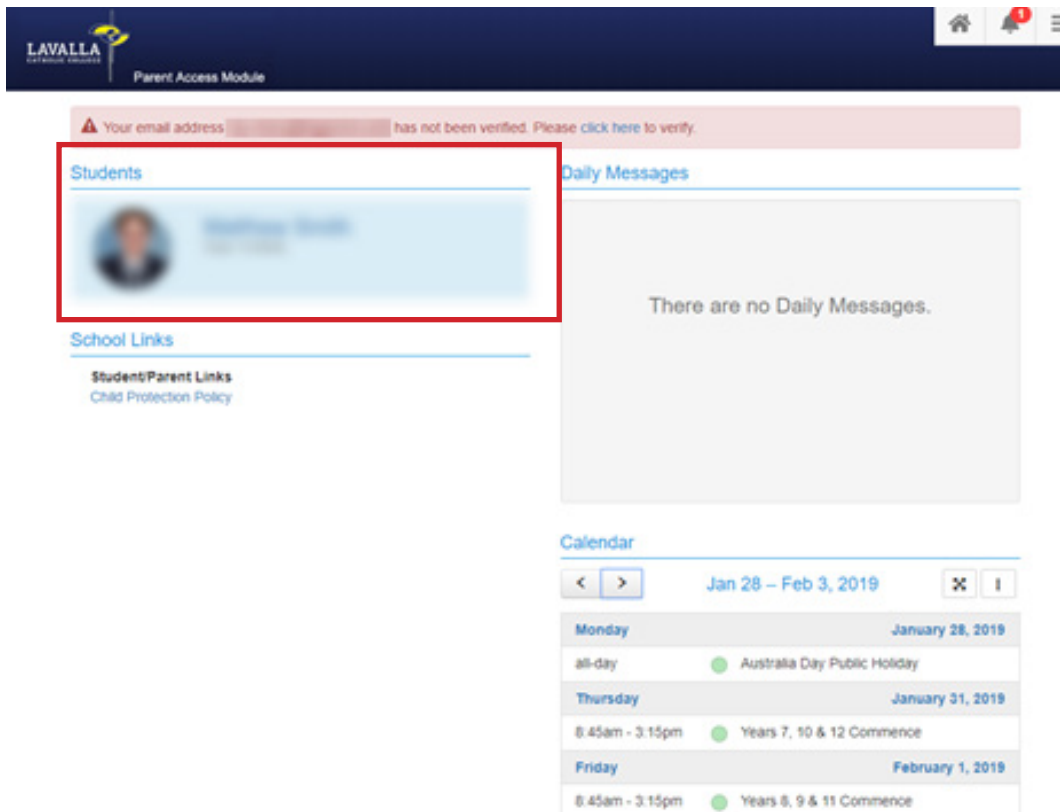 LAVALLA
CATHOLIC COLLEGE
Parent Access Module
1
Your email address has not been verified. Please click here to verify.
Students
School Links
Student/Parent Links
Child Protection Policy
Daily Messages
There are no Daily Messages.
Calendar
Jan 28 – Feb 3, 2019
Monday January 28, 2019
all-day Australia Day Public Holiday
Thursday January 31, 2019
8:45am - 3:15pm Years 7, 10 & 12 Commence
Friday February 1, 2019
8:45am - 3:15pm Years 8, 9 & 11 Commence